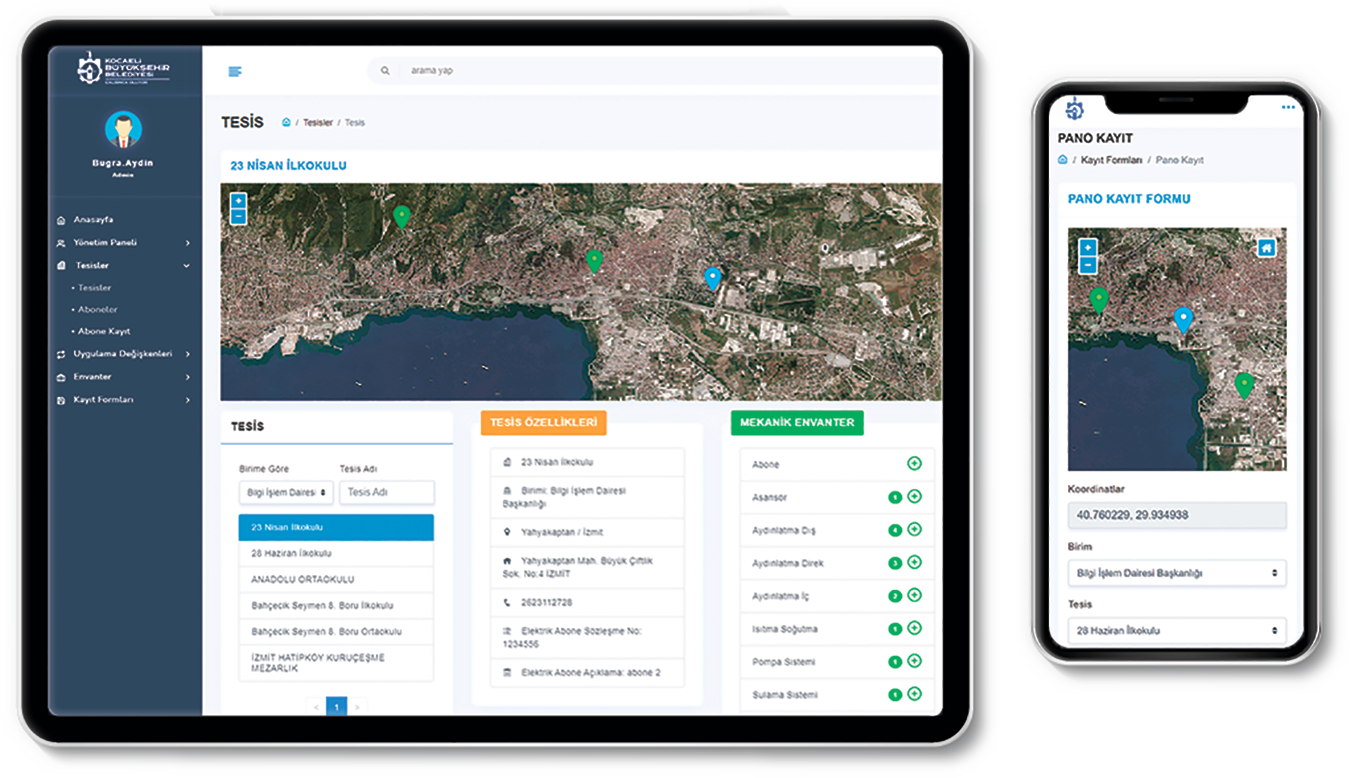 KOCAELİ
BÜYÜKŞEHİR
BELEDİYESİ
arama yap
Bugra.Aydin
Admin
Anasayfa
Yönetim Paneli
Tesisler
Tesisler
Aboneler
Abone Kayıt
Uygulama Değişkenleri
Envanter
Kayıt Formları
TESİS / Tesisler / Tesis
23 NİSAN İLKOKULU
+
−
TESİS
Birime Göre Tesis Adı
Bilgi İşlem Dairesi Tesis Adı
23 Nisan İlkokulu
28 Haziran İlkokulu
ANADOLU ORTAOKULU
Bahçecik Seymen 8. Boru İlkokulu
Bahçecik Seymen 8. Boru Ortaokulu
İZMİT HATİPKÖY KURUÇEŞME
MEZARLIK
< 1 >
TESİS ÖZELLİKLERİ
23 Nisan İlkokulu
Birimi: Bilgi İşlem Dairesi
Başkanlığı
Yahyakaptan / İzmit
Yahyakaptan Mah. Büyük Çiftlik
Sok. No:4 İZMİT
2623112728
Elektrik Abone Sözleşme No:
1234556
Elektrik Abone Açıklama: abone 2
MEKANİK ENVANTER
Abone
Asansör 1
Aydınlatma Dış 4
Aydınlatma Direk 3
Aydınlatma İç 2
Isıtma Soğutma 1
Pompa Sistemi 1
Sulama Sistemi 1
PANO KAYIT
/ Kayıt Formları / Pano Kayıt
PANO KAYIT FORMU
+
−
Koordinatlar
40.760229, 29.934938
Birim
Bilgi İşlem Dairesi Başkanlığı
Tesis
28 Haziran İlkokulu